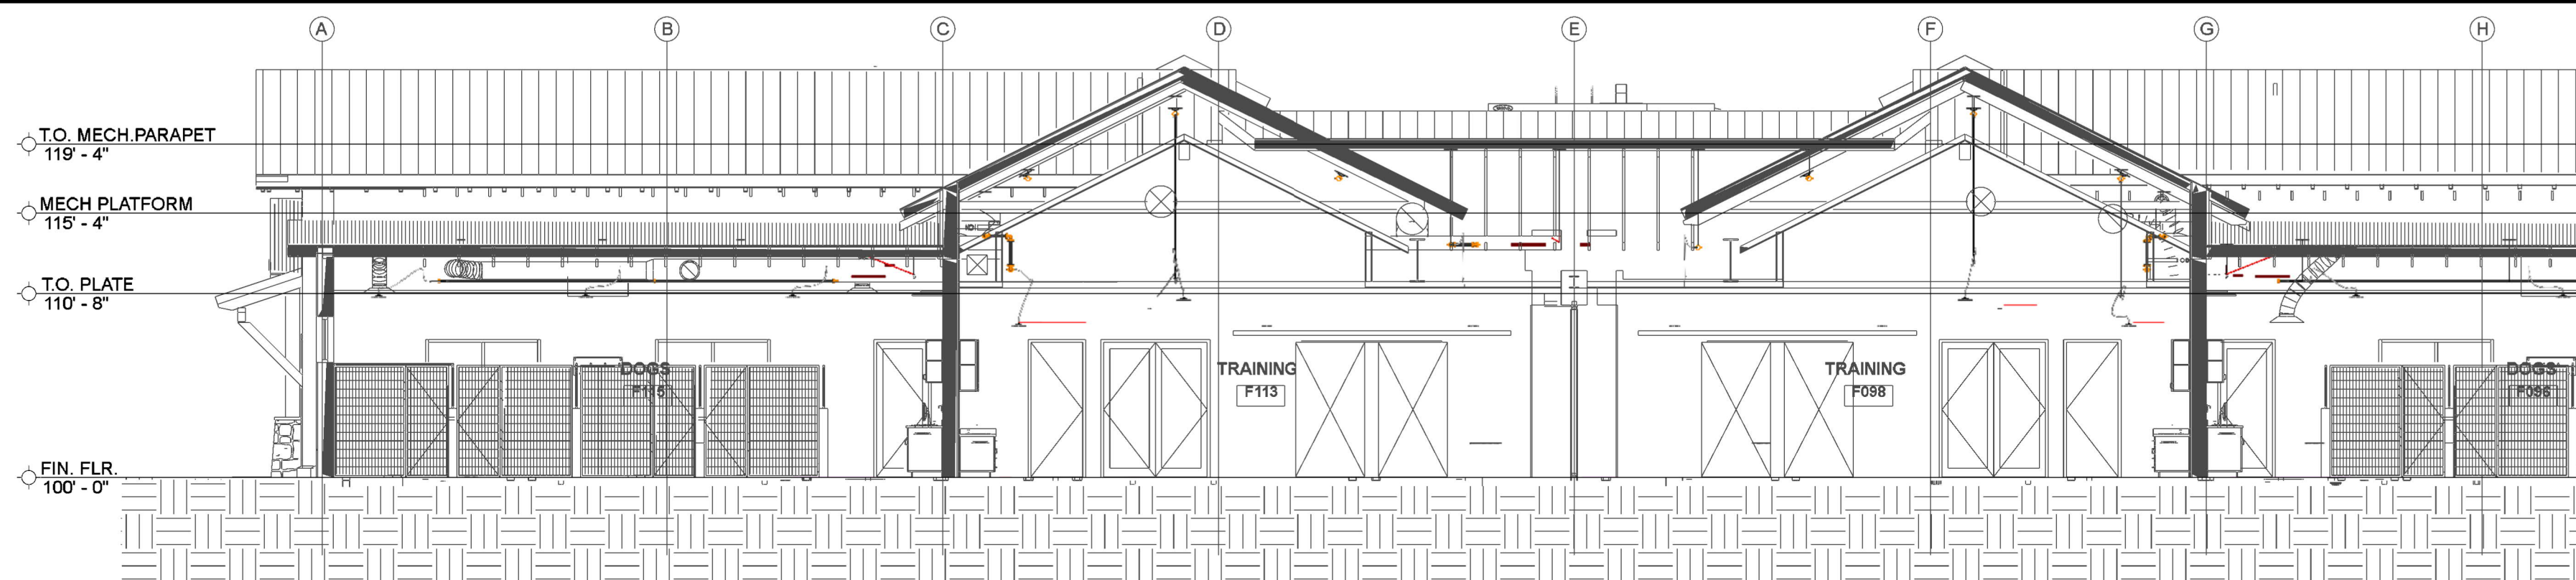 A B C D E F G H
T.O. MECH.PARAPET
119' - 4"
MECH PLATFORM
115' - 4"
T.O. PLATE
110' - 8"
DOGS
F115
TRAINING
F113
TRAINING
F098
DOGS
F096
FIN. FLR.
100' - 0"